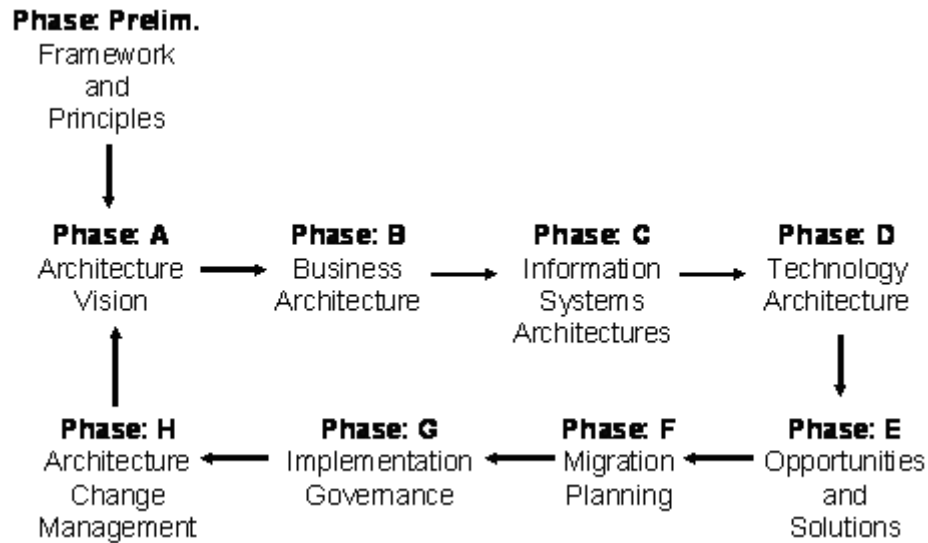 Phase: Prelim.
Framework
and
Principles
Phase: A
Architecture
Vision
Phase: B
Business
Architecture
Phase: C
Information
Systems
Architectures
Phase: D
Technology
Architecture
Phase: H
Architecture
Change
Management
Phase: G
Implementation
Governance
Phase: F
Migration
Planning
Phase: E
Opportunities
and
Solutions